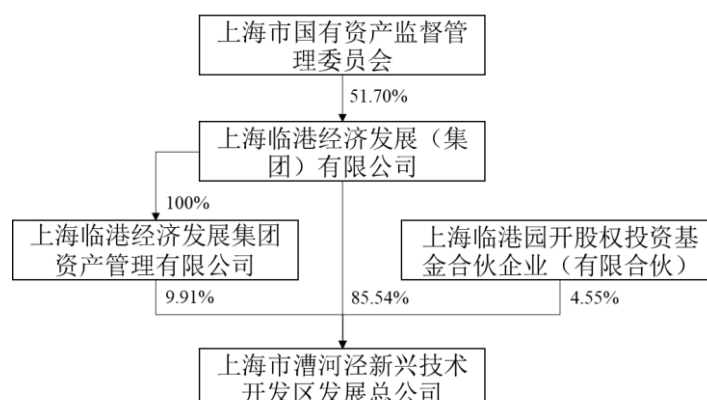 上海市国有资产监督管
理委员会
51.70%
上海临港经济发展（集
团）有限公司
100%
上海临港经济发展集团
资产管理有限公司
上海临港园开股权投资基
金合伙企业（有限合伙）
9.91%
85.54%
4.55%
上海市漕河泾新兴技术
开发区发展总公司